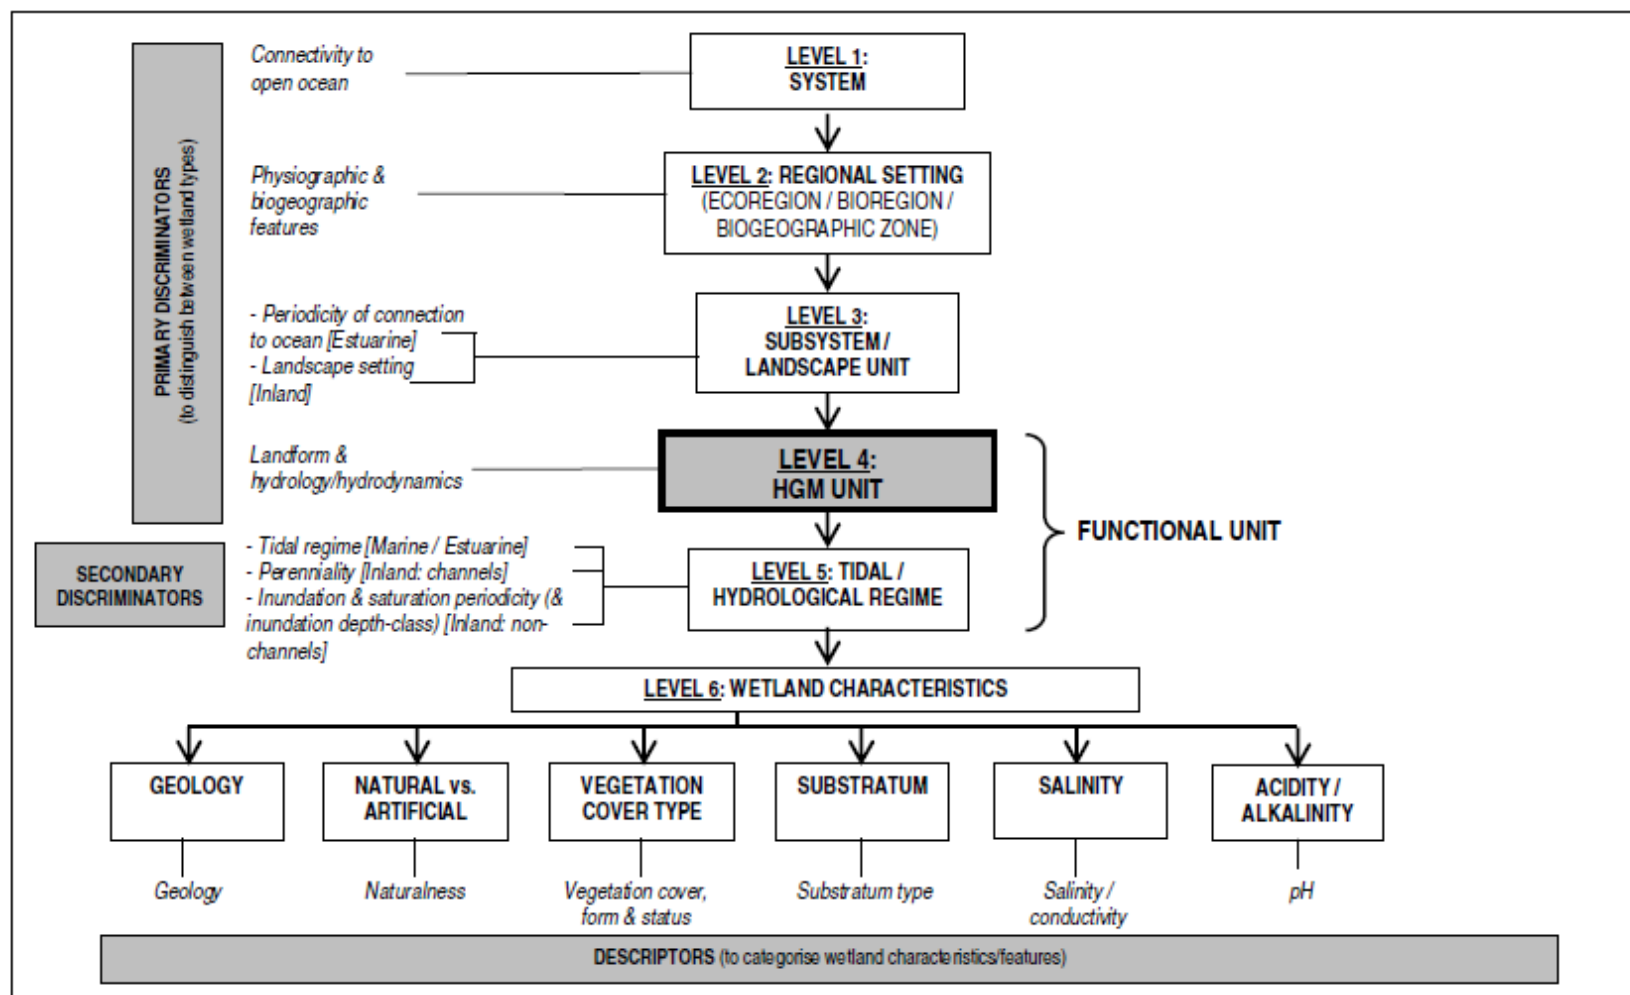 Connectivity to
open ocean
LEVEL 1:
SYSTEM
PRIMARY DISCRIMINATORS
(to distinguish between wetland types)
Physiographic &
biogeographic
features
LEVEL 2: REGIONAL SETTING
(ECOREGION / BIOREGION /
BIOGEOGRAPHIC ZONE)
- Periodicity of connection
to ocean [Estuarine]
- Landscape setting
[Inland]
LEVEL 3:
SUBSYSTEM /
LANDSCAPE UNIT
Landform &
hydrology/hydrodynamics
LEVEL 4:
HGM UNIT
FUNCTIONAL UNIT
SECONDARY
DISCRIMINATORS
- Tidal regime [Marine / Estuarine]
- Perenniality [Inland: channels]
- Inundation & saturation periodicity (&
inundation depth-class) [Inland: non-
channels]
LEVEL 5: TIDAL /
HYDROLOGICAL REGIME
LEVEL 6: WETLAND CHARACTERISTICS
GEOLOGY
NATURAL vs.
ARTIFICIAL
VEGETATION
COVER TYPE
SUBSTRATUM
SALINITY
ACIDITY /
ALKALINITY
Geology
Naturalness
Vegetation cover,
form & status
Substratum type
Salinity /
conductivity
pH
DESCRIPTORS (to categorise wetland characteristics/features)